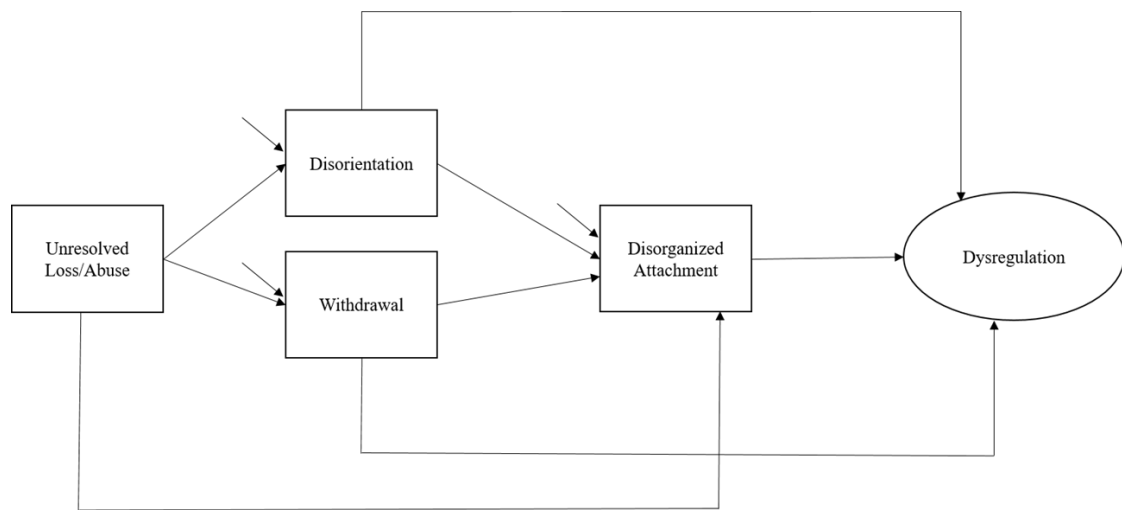 Disorientation
Unresolved
Loss/Abuse
Withdrawal
Disorganized
Attachment
Dysregulation